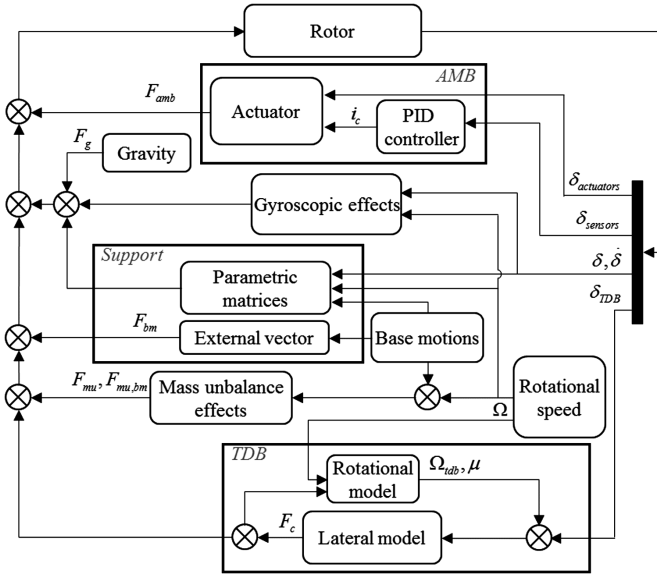 Rotor
AMB
F_amb
Actuator
i_c
PID controller
F_g
Gravity
δ_actuators
Gyroscopic effects
δ_sensors
Support
δ, δ̇
Parametric matrices
δ_TDB
F_bm
External vector
Base motions
F_mu, F_mu,bm
Mass unbalance effects
Ω
Rotational speed
TDB
Rotational model
Ω_tdb, μ
F_c
Lateral model